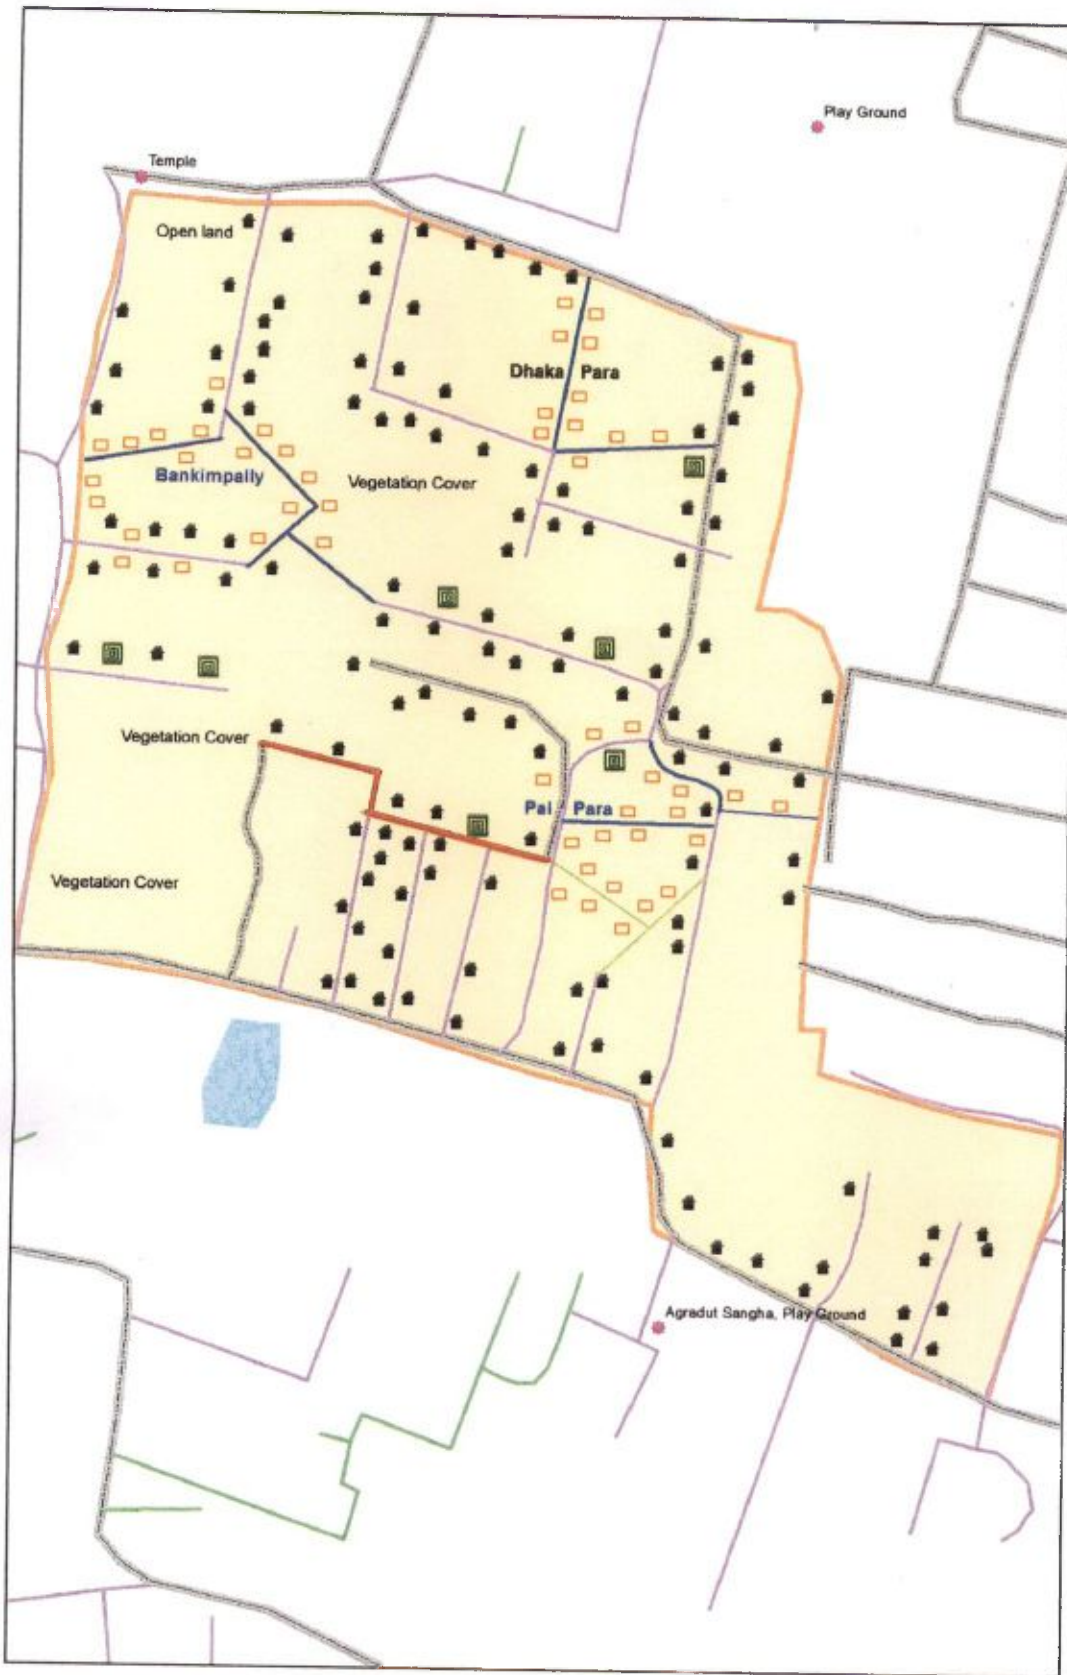 Play Ground
Temple
Open land
Dhaka Para
Bankimpally
Vegetation Cover
Vegetation Cover
Pal Para
Vegetation Cover
Agradut Sangha, Play Ground